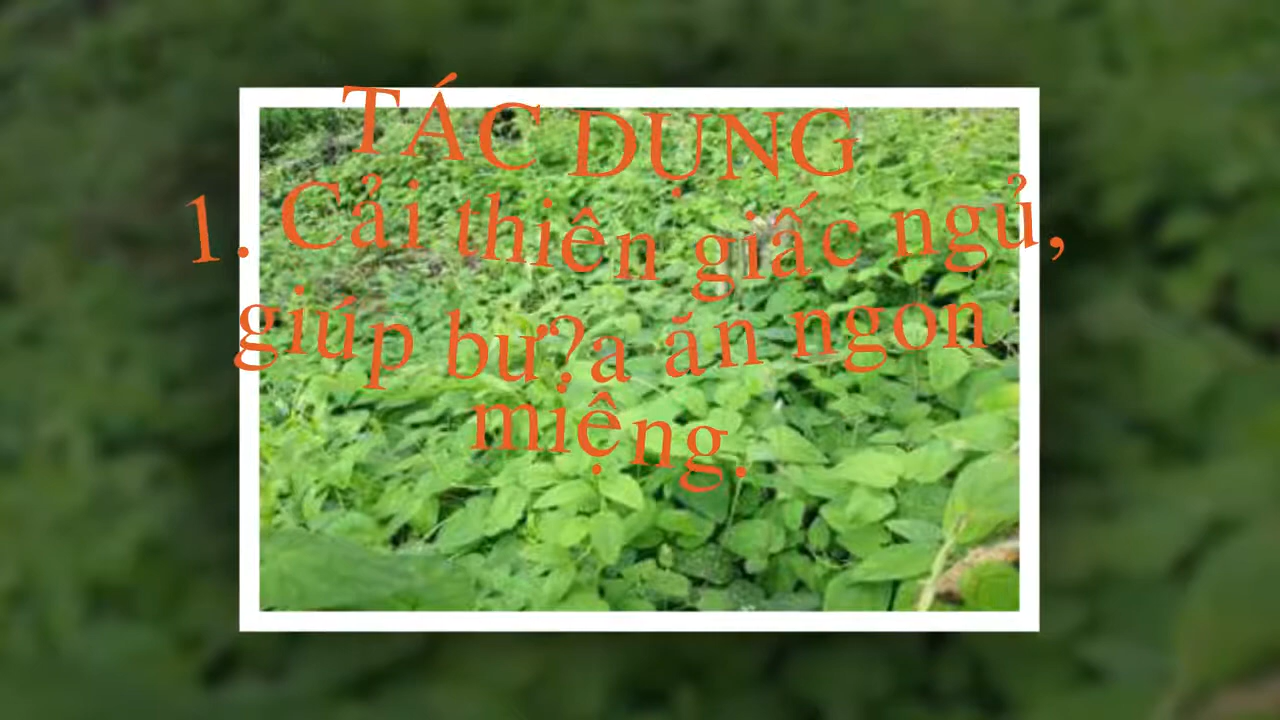 TÁC DỤNG
1. Cải thiện giấc ngủ,
giúp bư?a ăn ngon
miệng.